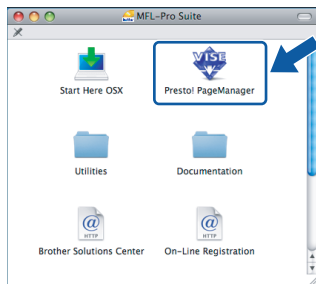 MFL-Pro Suite
VISE
Start Here OSX
Presto! PageManager
Utilities
Documentation
@
HTTP
@
HTTP
Brother Solutions Center
On-Line Registration